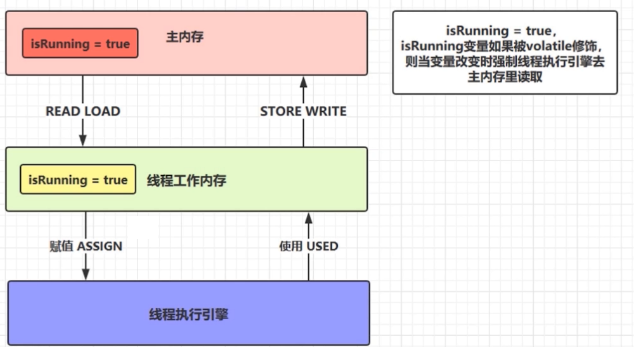 isRunning = true
主内存
isRunning = true，
isRunning变量如果被volatile修饰，
则当变量改变时强制线程执行引擎去
主内存里读取
READ LOAD
STORE WRITE
isRunning = true
线程工作内存
赋值 ASSIGN
使用 USED
线程执行引擎